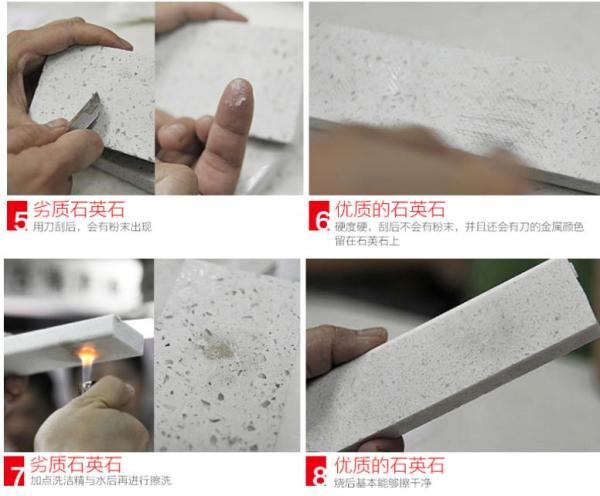 5 劣质石英石
用刀刮后，会有粉末出现
6 优质的石英石
硬度硬，刮后不会有粉末，并且还会有刀的金属颜色
留在石英石上
7 劣质石英石
加点洗洁精与水后再进行擦洗
8 优质的石英石
烧后基本能够擦干净